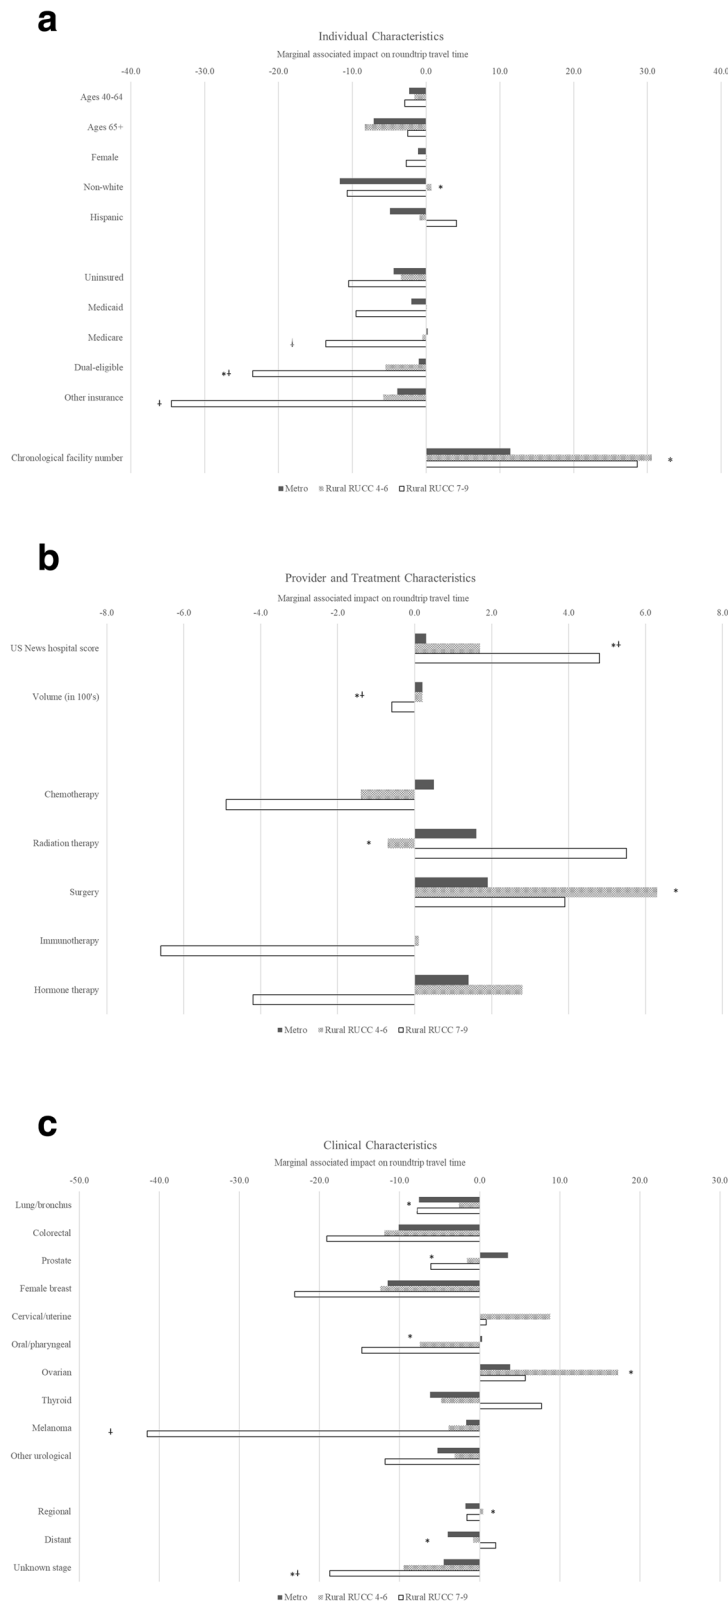 a
Individual Characteristics
Marginal associated impact on roundtrip travel time
-40.0 -30.0 -20.0 -10.0 0.0 10.0 20.0 30.0 40.0
Ages 40-64
Ages 65+
Female
Non-white *
Hispanic
Uninsured
Medicaid
Medicare ⸸
Dual-eligible *⸸
Other insurance ⸸
Chronological facility number *
Metro Rural RUCC 4-6 Rural RUCC 7-9
b
Provider and Treatment Characteristics
Marginal associated impact on roundtrip travel time
-8.0 -6.0 -4.0 -2.0 0.0 2.0 4.0 6.0 8.0
US News hospital score *⸸
Volume (in 100's) *⸸
Chemotherapy
Radiation therapy *
Surgery *
Immunotherapy
Hormone therapy
Metro Rural RUCC 4-6 Rural RUCC 7-9
c
Clinical Characteristics
Marginal associated impact on roundtrip travel time
-50.0 -40.0 -30.0 -20.0 -10.0 0.0 10.0 20.0 30.0
Lung/bronchus *
Colorectal
Prostate *
Female breast
Cervical/uterine
Oral/pharyngeal *
Ovarian *
Thyroid
Melanoma ⸸
Other urological
Regional *
Distant *
Unknown stage *⸸
Metro Rural RUCC 4-6 Rural RUCC 7-9